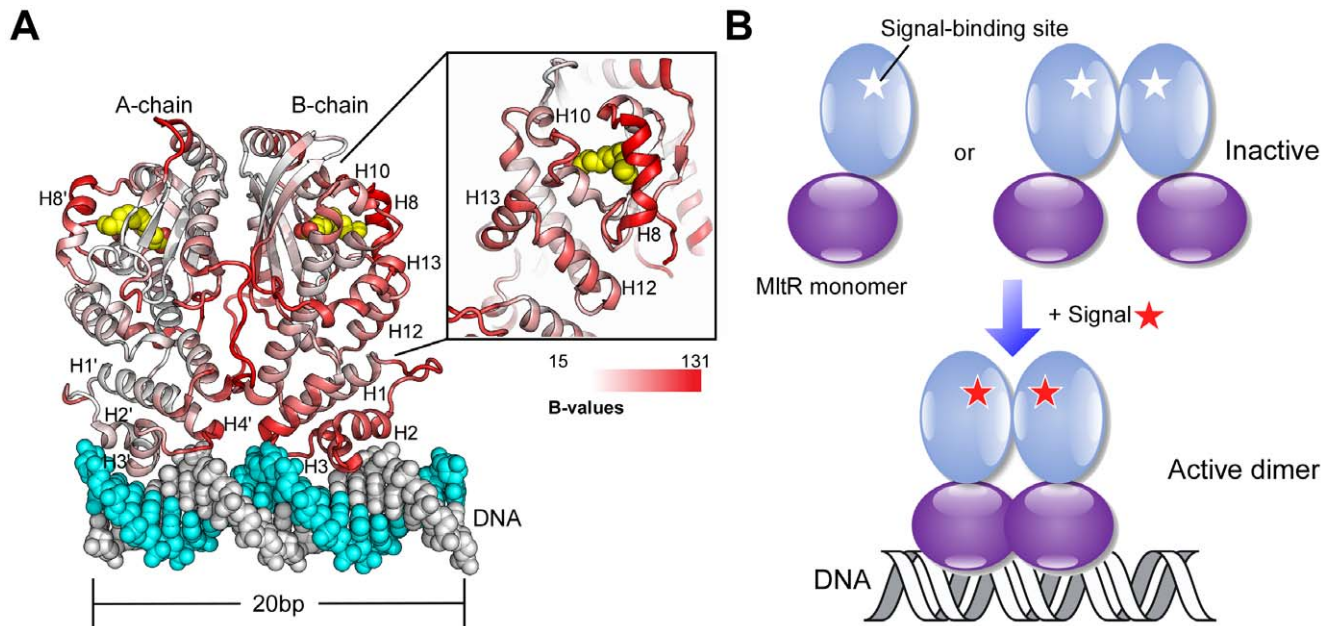 A
A-chain
B-chain
H8'
H10
H8
H13
H12
H1'
H1
H2'
H4'
H2
H3'
H3
DNA
20bp
H10
H13
H8
H12
15
131
B-values
B
Signal-binding site
or
Inactive
MltR monomer
+ Signal
Active dimer
DNA